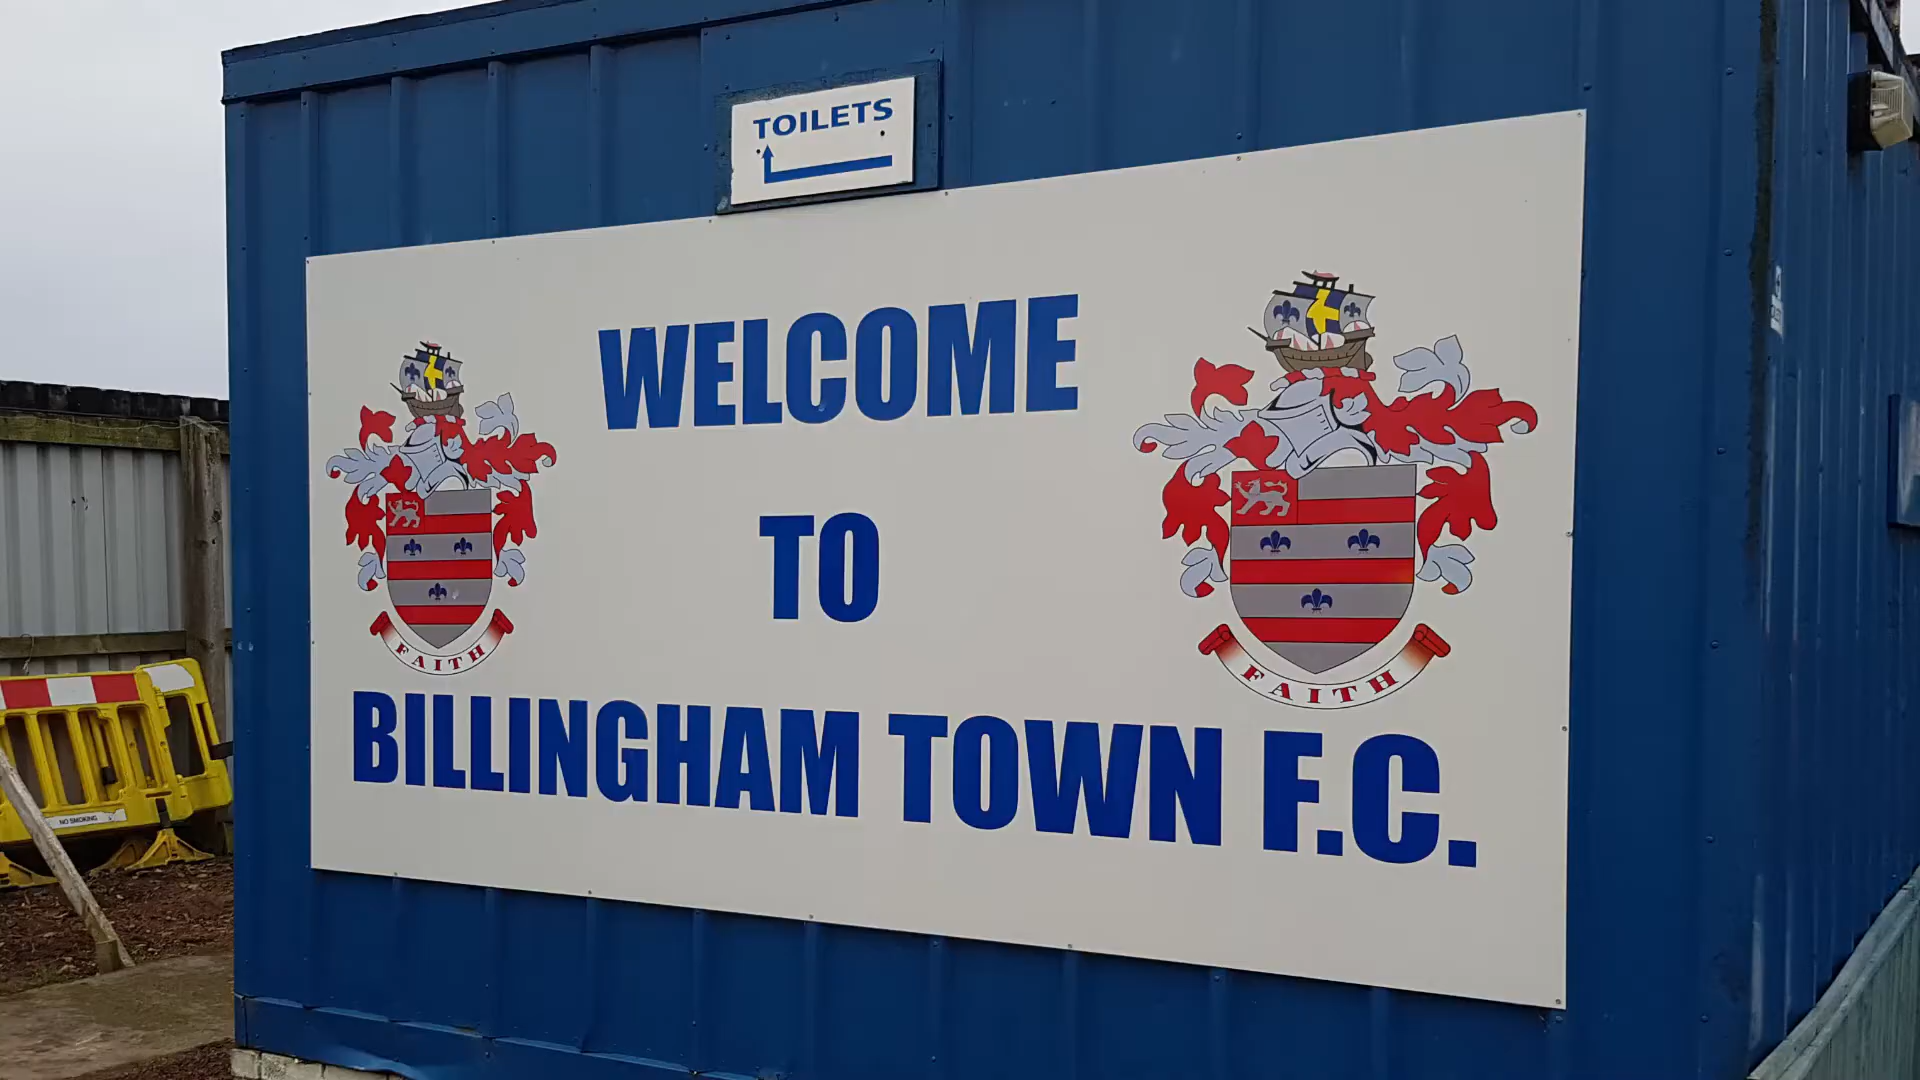 TOILETS
WELCOME
TO
FAITH
FAITH
BILLINGHAM TOWN F.C.
NO SMOKING